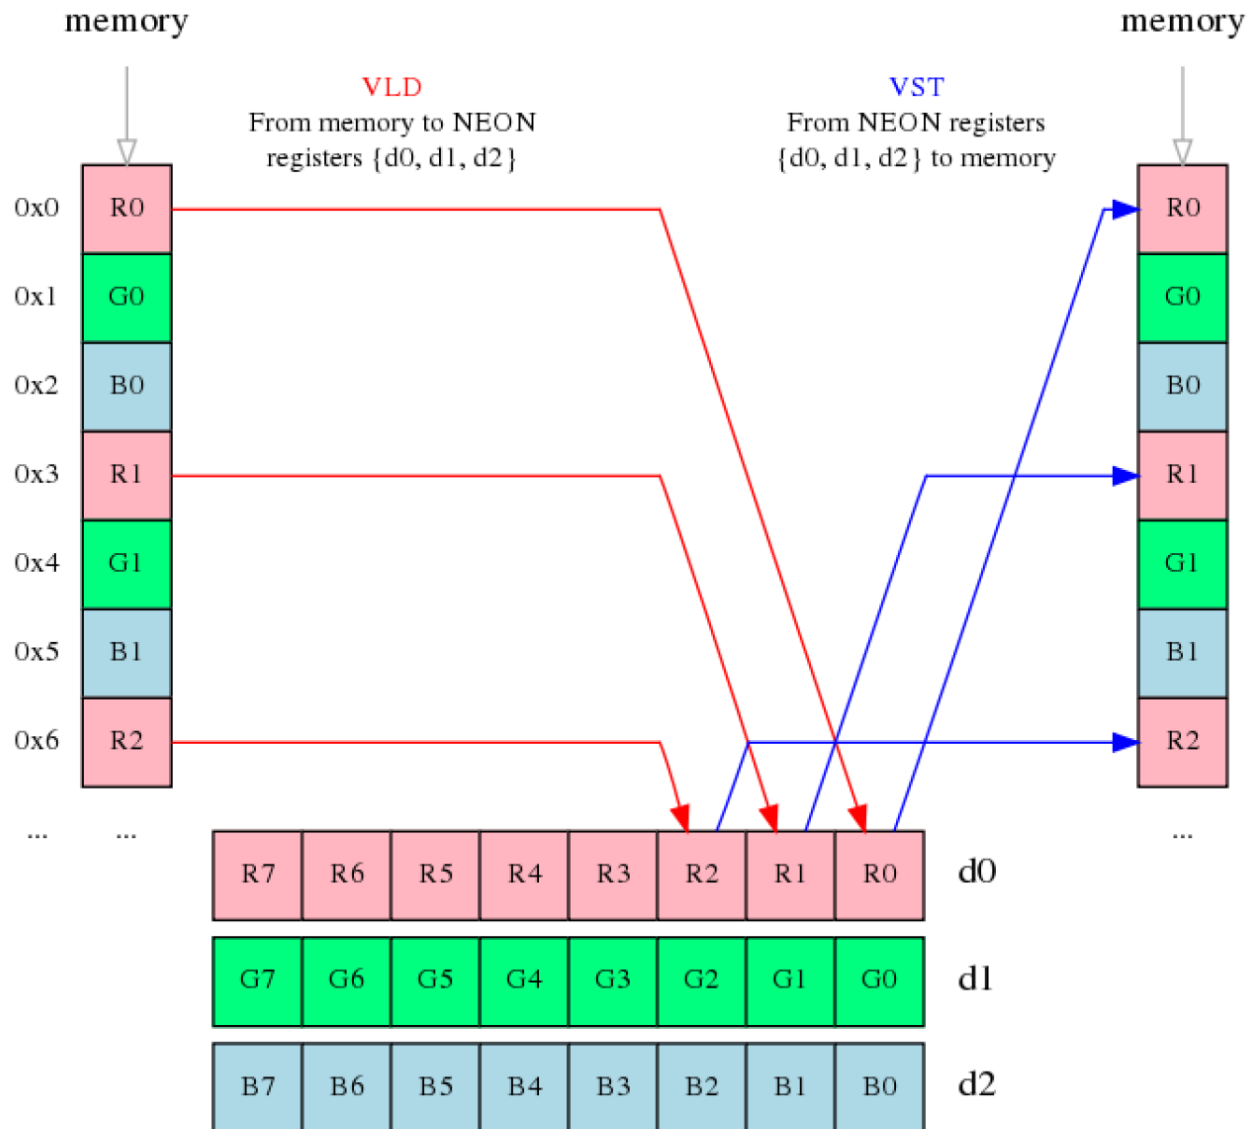 memory
memory
VLD
From memory to NEON
registers {d0, d1, d2}
VST
From NEON registers
{d0, d1, d2} to memory
0x0 R0 R0
0x1 G0 G0
0x2 B0 B0
0x3 R1 R1
0x4 G1 G1
0x5 B1 B1
0x6 R2 R2
... ... ...
R7 R6 R5 R4 R3 R2 R1 R0 d0
G7 G6 G5 G4 G3 G2 G1 G0 d1
B7 B6 B5 B4 B3 B2 B1 B0 d2